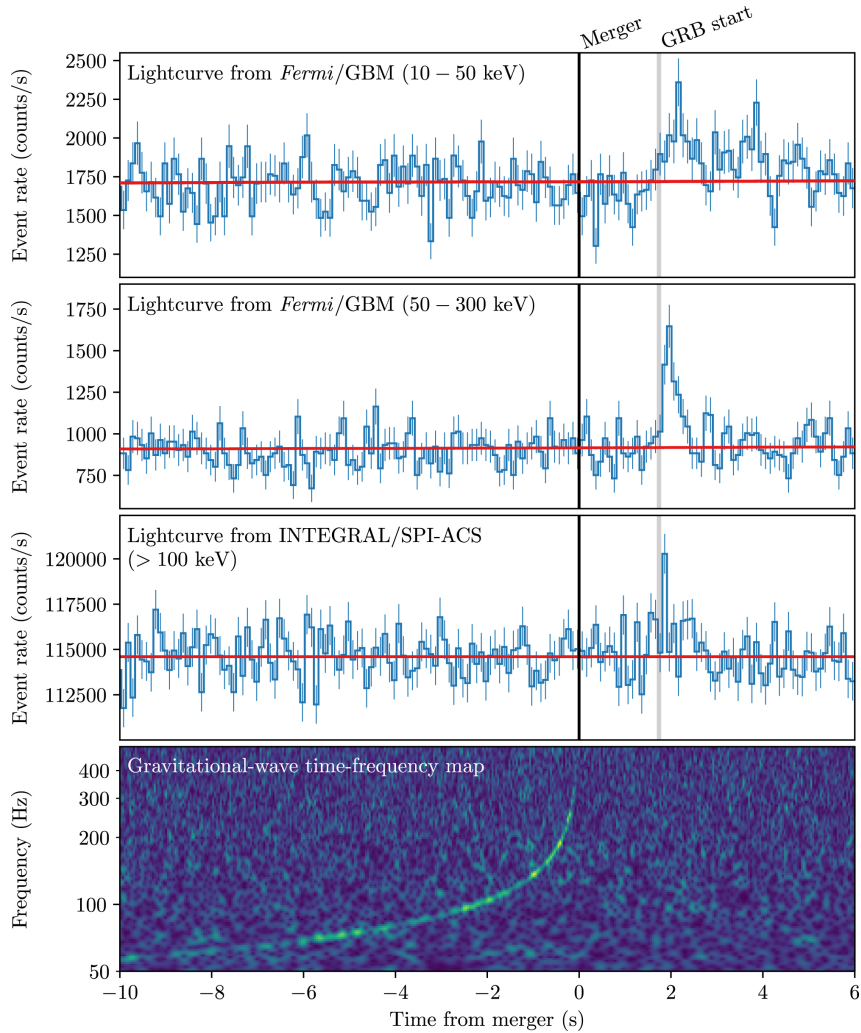 Merger
GRB start
Lightcurve from Fermi/GBM (10 − 50 keV)
Event rate (counts/s)
2500
2250
2000
1750
1500
1250
Lightcurve from Fermi/GBM (50 − 300 keV)
Event rate (counts/s)
1750
1500
1250
1000
750
Lightcurve from INTEGRAL/SPI-ACS
(> 100 keV)
Event rate (counts/s)
120000
117500
115000
112500
Gravitational-wave time-frequency map
Frequency (Hz)
400
300
200
100
50
−10 −8 −6 −4 −2 0 2 4 6
Time from merger (s)